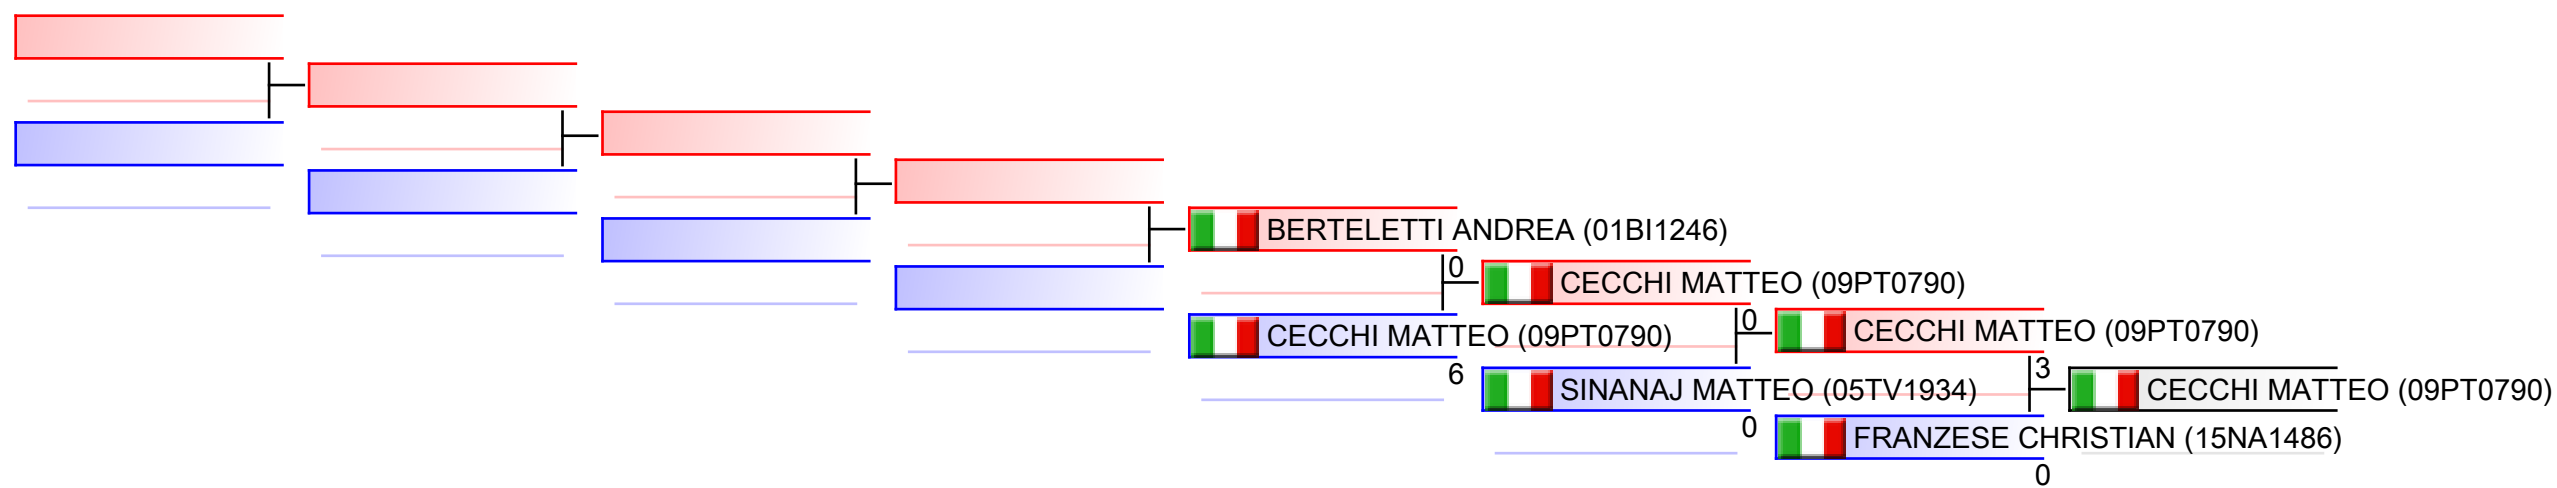 BERTELETTI ANDREA (01BI1246)
0
CECCHI MATTEO (09PT0790)
6
CECCHI MATTEO (09PT0790)
0
SINANAJ MATTEO (05TV1934)
0
CECCHI MATTEO (09PT0790)
3
FRANZESE CHRISTIAN (15NA1486)
0
CECCHI MATTEO (09PT0790)